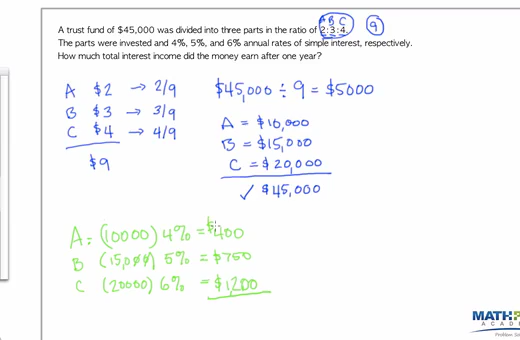 A trust fund of $45,000 was divided into three parts in the ratio of 2:3:4.
A B C
9
The parts were invested and 4%, 5%, and 6% annual rates of simple interest, respectively.
How much total interest income did the money earn after one year?
A $2 → 2/9
B $3 → 3/9
C $4 → 4/9
$9
$45,000 ÷ 9 = $5000
A = $10,000
B = $15,000
C = $20,000
✓ $45,000
A: (10000) 4% = $400
B (15,000) 5% = $750
C (20000) 6% = $1,200
MATH
ACAD
Problem